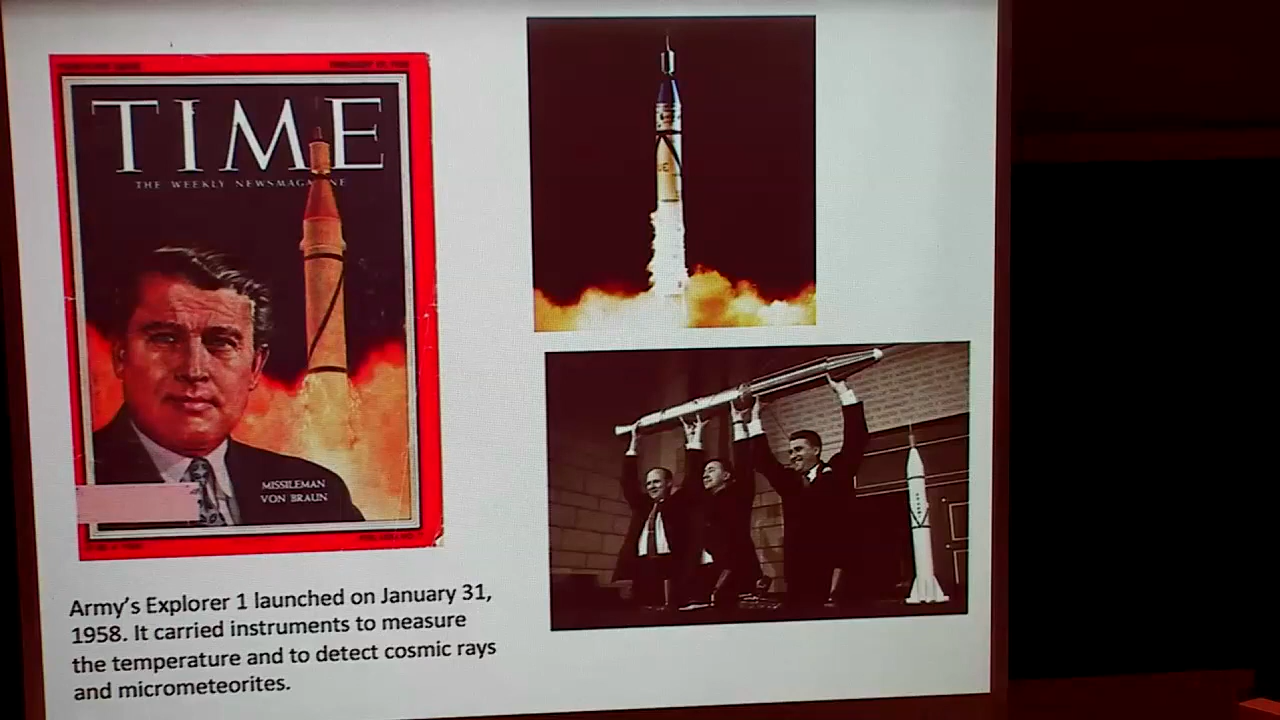 TIME
THE WEEKLY NEWSMAGAZINE
MISSILEMAN
VON BRAUN
UE
Army's Explorer 1 launched on January 31,
1958. It carried instruments to measure
the temperature and to detect cosmic rays
and micrometeorites.